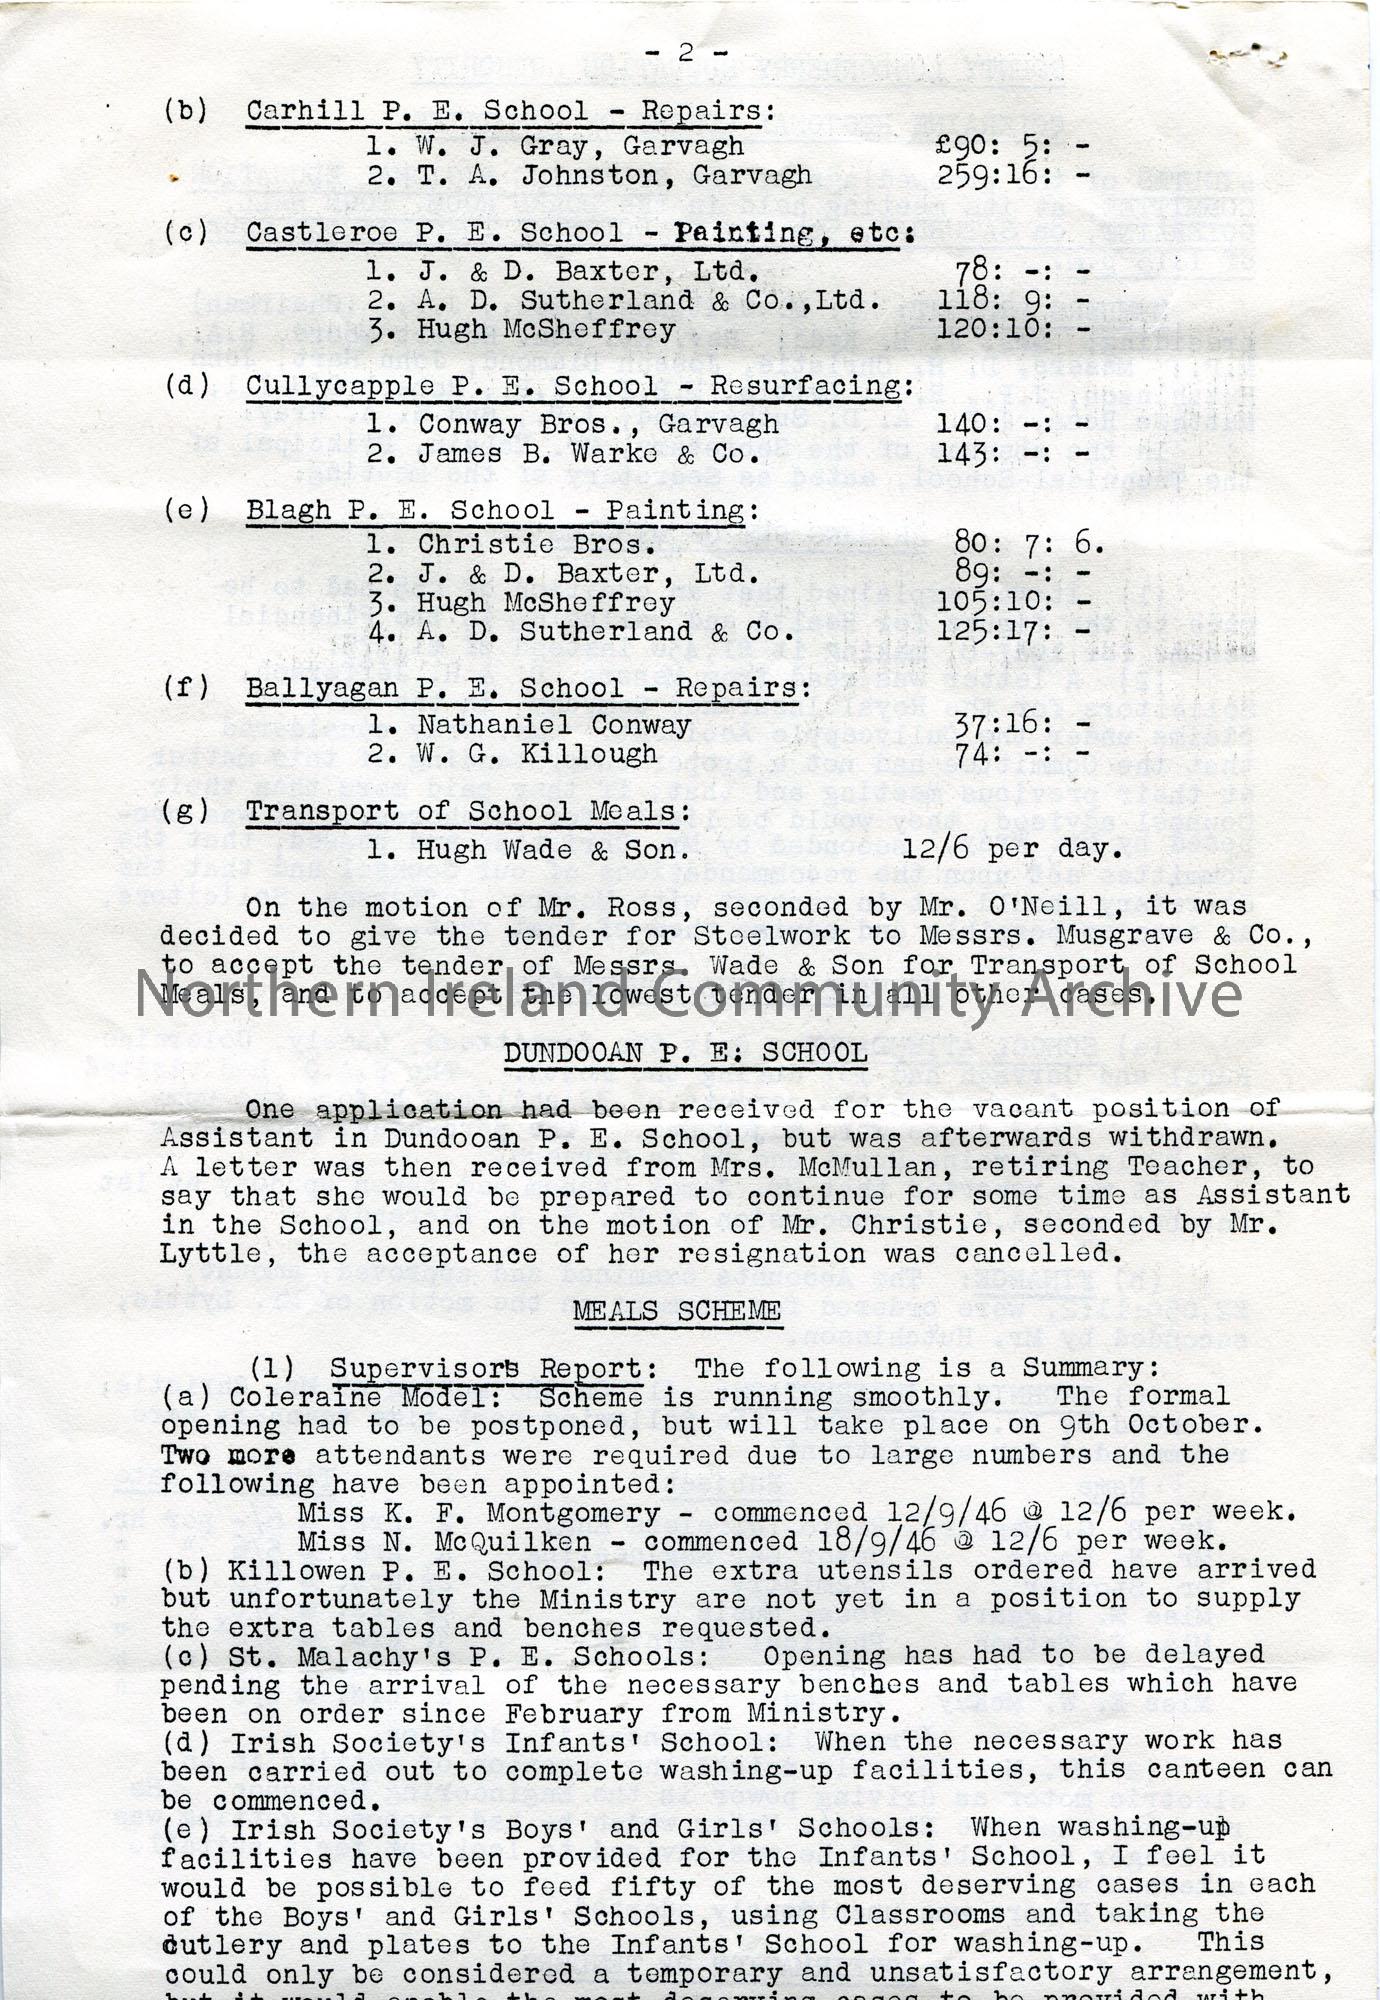 - 2 -
(b) Carhill P. E. School - Repairs:
1. W. J. Gray, Garvagh £90: 5: -
2. T. A. Johnston, Garvagh 259:16: -
(c) Castleroe P. E. School - Painting, etc:
1. J. & D. Baxter, Ltd. 78: -: -
2. A. D. Sutherland & Co.,Ltd. 118: 9: -
3. Hugh McSheffrey 120:10: -
(d) Cullycapple P. E. School - Resurfacing:
1. Conway Bros., Garvagh 140: -: -
2. James B. Warke & Co. 143: -: -
(e) Blagh P. E. School - Painting:
1. Christie Bros. 80: 7: 6.
2. J. & D. Baxter, Ltd. 89: -: -
3. Hugh McSheffrey 105:10: -
4. A. D. Sutherland & Co. 125:17: -
(f) Ballyagan P. E. School - Repairs:
1. Nathaniel Conway 37:16: -
2. W. G. Killough 74: -: -
(g) Transport of School Meals:
1. Hugh Wade & Son. 12/6 per day.
On the motion of Mr. Ross, seconded by Mr. O'Neill, it was
decided to give the tender for Steelwork to Messrs. Musgrave & Co.,
to accept the tender of Messrs. Wade & Son for Transport of School
Meals, and to accept the lowest tender in all other cases.
Northern Ireland Community Archive
DUNDOOAN P. E: SCHOOL
One application had been received for the vacant position of
Assistant in Dundooan P. E. School, but was afterwards withdrawn.
A letter was then received from Mrs. McMullan, retiring Teacher, to
say that she would be prepared to continue for some time as Assistant
in the School, and on the motion of Mr. Christie, seconded by Mr.
Lyttle, the acceptance of her resignation was cancelled.
MEALS SCHEME
(1) Supervisors Report: The following is a Summary:
(a) Coleraine Model: Scheme is running smoothly. The formal
opening had to be postponed, but will take place on 9th October.
Two more attendants were required due to large numbers and the
following have been appointed:
Miss K. F. Montgomery - commenced 12/9/46 @ 12/6 per week.
Miss N. McQuilken - commenced 18/9/46 @ 12/6 per week.
(b) Killowen P. E. School: The extra utensils ordered have arrived
but unfortunately the Ministry are not yet in a position to supply
the extra tables and benches requested.
(c) St. Malachy's P. E. Schools: Opening has had to be delayed
pending the arrival of the necessary benches and tables which have
been on order since February from Ministry.
(d) Irish Society's Infants' School: When the necessary work has
been carried out to complete washing-up facilities, this canteen can
be commenced.
(e) Irish Society's Boys' and Girls' Schools: When washing-up
facilities have been provided for the Infants' School, I feel it
would be possible to feed fifty of the most deserving cases in each
of the Boys' and Girls' Schools, using Classrooms and taking the
cutlery and plates to the Infants' School for washing-up. This
could only be considered a temporary and unsatisfactory arrangement,
but it would enable the most deserving cases to be provided with